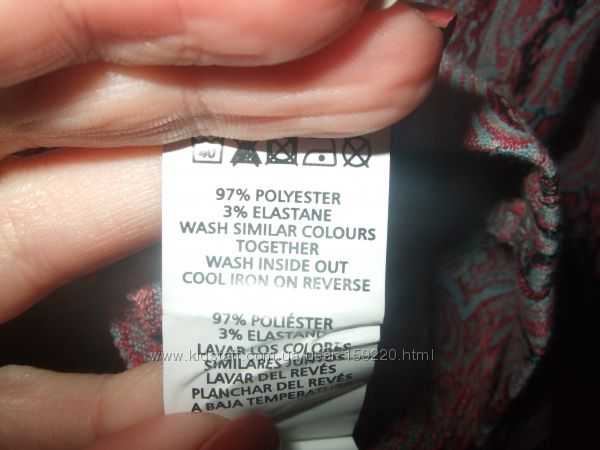 40
97% POLYESTER
3% ELASTANE
WASH SIMILAR COLOURS
TOGETHER
WASH INSIDE OUT
COOL IRON ON REVERSE
97% POLIÉSTER
3% ELASTANO
LAVAR LOS COLORES
www.kidstaff.com.ua/user-159220.html
SIMILARES JUNTOS
LAVAR DEL REVÉS
PLANCHAR DEL REVÉS
A BAJA TEMPERATURA